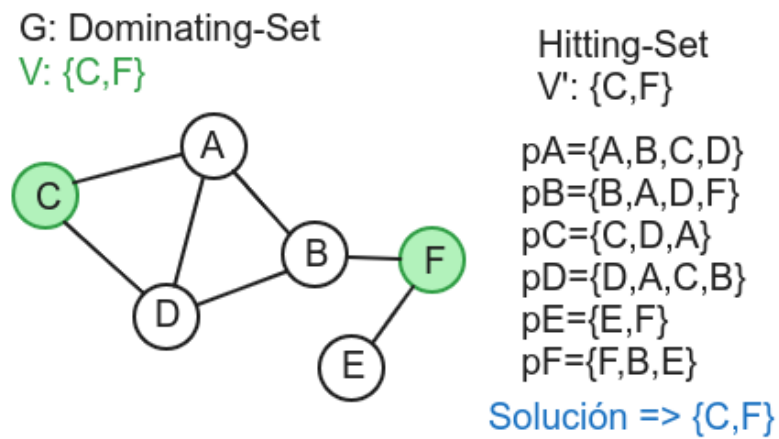 G: Dominating-Set
V: {C,F}
A
C
B
F
D
E
Hitting-Set
V': {C,F}
pA={A,B,C,D}
pB={B,A,D,F}
pC={C,D,A}
pD={D,A,C,B}
pE={E,F}
pF={F,B,E}
Solución => {C,F}